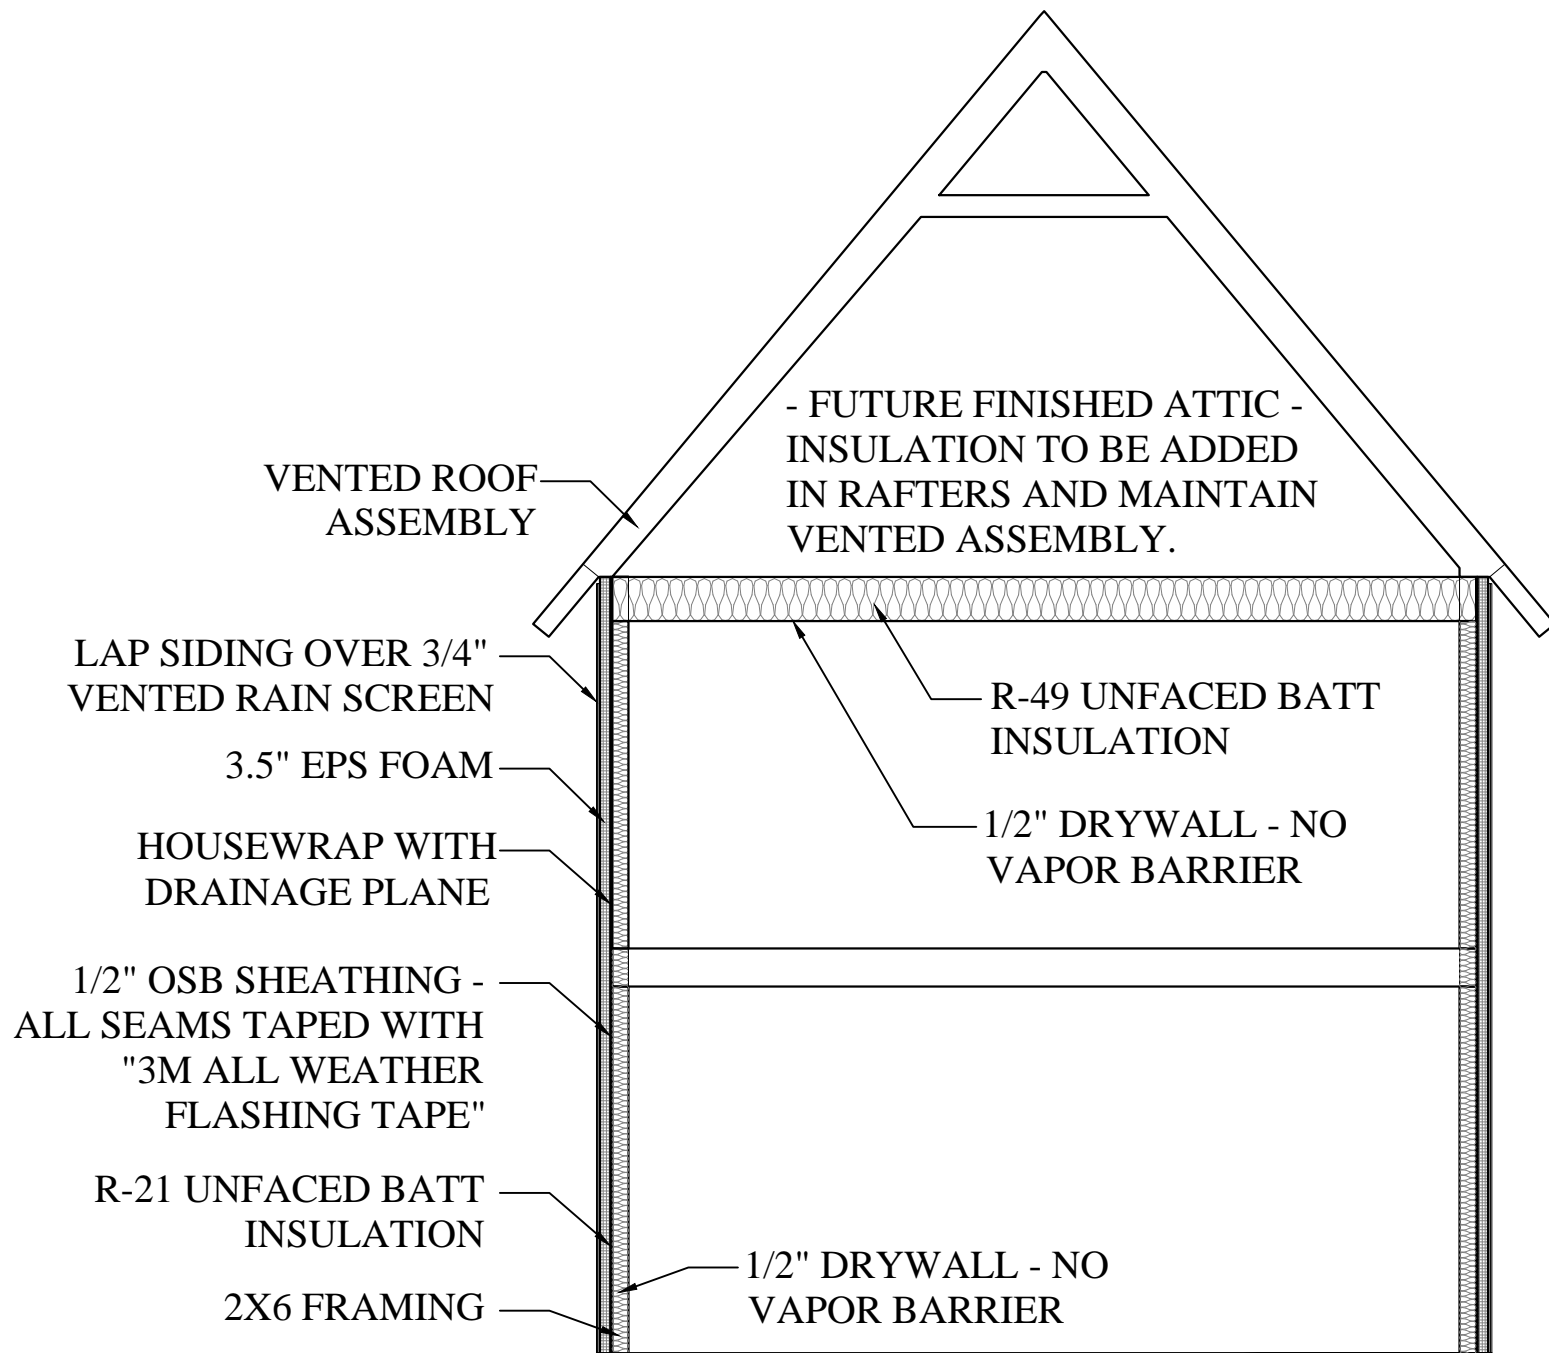 - FUTURE FINISHED ATTIC -
INSULATION TO BE ADDED
IN RAFTERS AND MAINTAIN
VENTED ASSEMBLY.
VENTED ROOF
ASSEMBLY
LAP SIDING OVER 3/4"
VENTED RAIN SCREEN
R-49 UNFACED BATT
INSULATION
3.5" EPS FOAM
1/2" DRYWALL - NO
VAPOR BARRIER
HOUSEWRAP WITH
DRAINAGE PLANE
1/2" OSB SHEATHING -
ALL SEAMS TAPED WITH
"3M ALL WEATHER
FLASHING TAPE"
R-21 UNFACED BATT
INSULATION
1/2" DRYWALL - NO
VAPOR BARRIER
2X6 FRAMING